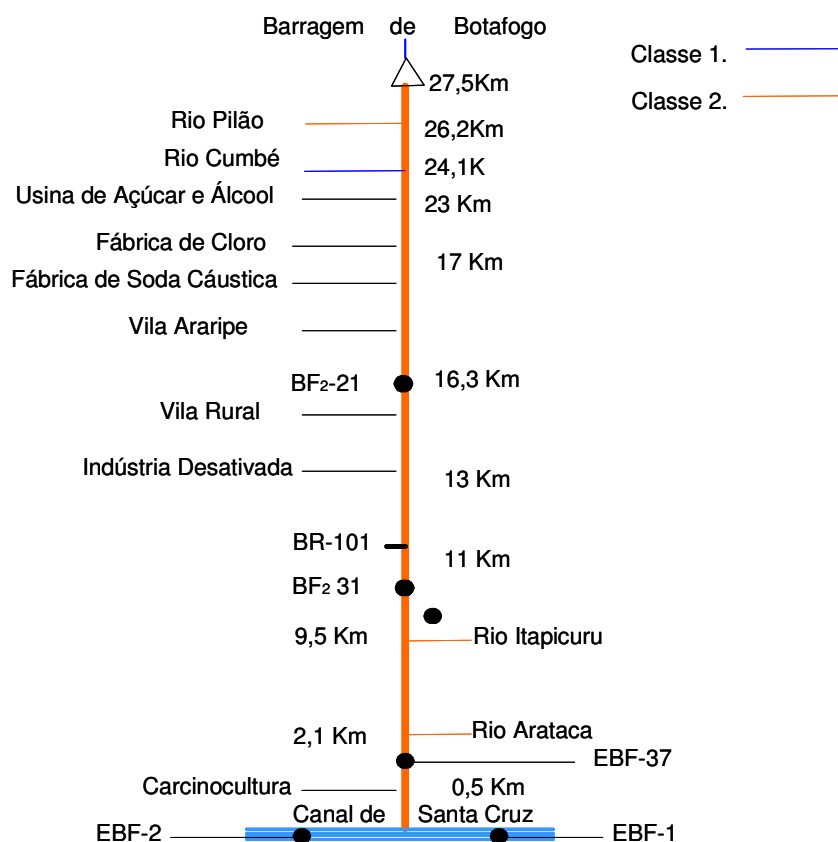 Barragem de Botafogo
Classe 1.
27,5Km
Classe 2.
Rio Pilão
26,2Km
Rio Cumbé
24,1K
Usina de Açúcar e Álcool
23 Km
Fábrica de Cloro
17 Km
Fábrica de Soda Cáustica
Vila Araripe
BF2-21
16,3 Km
Vila Rural
Indústria Desativada
13 Km
BR-101
11 Km
BF2 31
9,5 Km
Rio Itapicuru
2,1 Km
Rio Arataca
EBF-37
Carcinocultura
0,5 Km
Canal de Santa Cruz
EBF-2
EBF-1